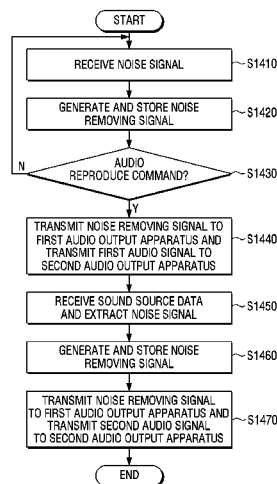 START
RECEIVE NOISE SIGNAL
S1410
GENERATE AND STORE NOISE
REMOVING SIGNAL
S1420
AUDIO
REPRODUCE COMMAND?
S1430
N
Y
TRANSMIT NOISE REMOVING SIGNAL TO
FIRST AUDIO OUTPUT APPARATUS AND
TRANSMIT FIRST AUDIO SIGNAL TO
SECOND AUDIO OUTPUT APPARATUS
S1440
RECEIVE SOUND SOURCE DATA
AND EXTRACT NOISE SIGNAL
S1450
GENERATE AND STORE NOISE
REMOVING SIGNAL
S1460
TRANSMIT NOISE REMOVING SIGNAL
TO FIRST AUDIO OUTPUT APPARATUS AND
TRANSMIT SECOND AUDIO SIGNAL
TO SECOND AUDIO OUTPUT APPARATUS
S1470
END